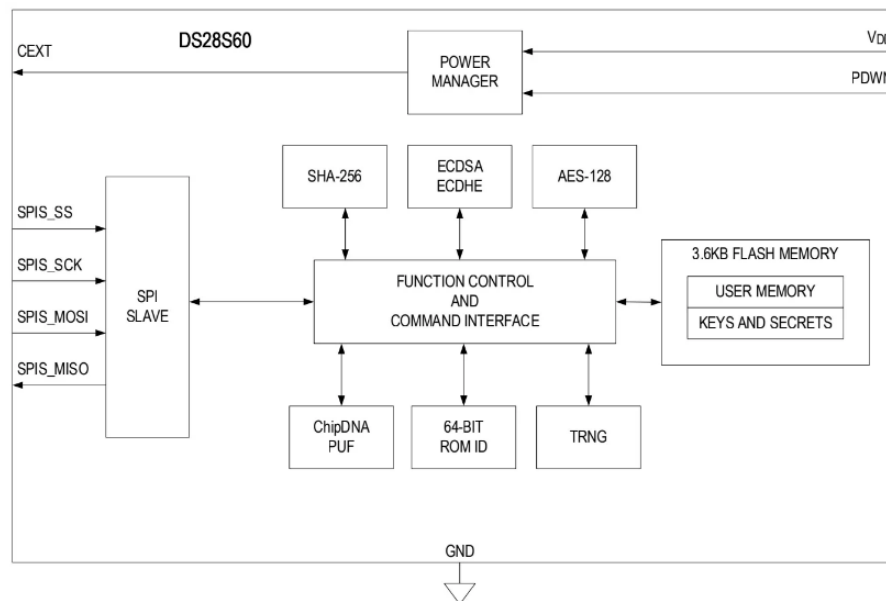 DS28S60
CEXT
POWER
MANAGER
PDWN
SHA-256
ECDSA
ECDHE
AES-128
SPIS_SS
SPIS_SCK
SPIS_MOSI
SPIS_MISO
SPI
SLAVE
FUNCTION CONTROL
AND
COMMAND INTERFACE
3.6KB FLASH MEMORY
USER MEMORY
KEYS AND SECRETS
ChipDNA
PUF
64-BIT
ROM ID
TRNG
GND